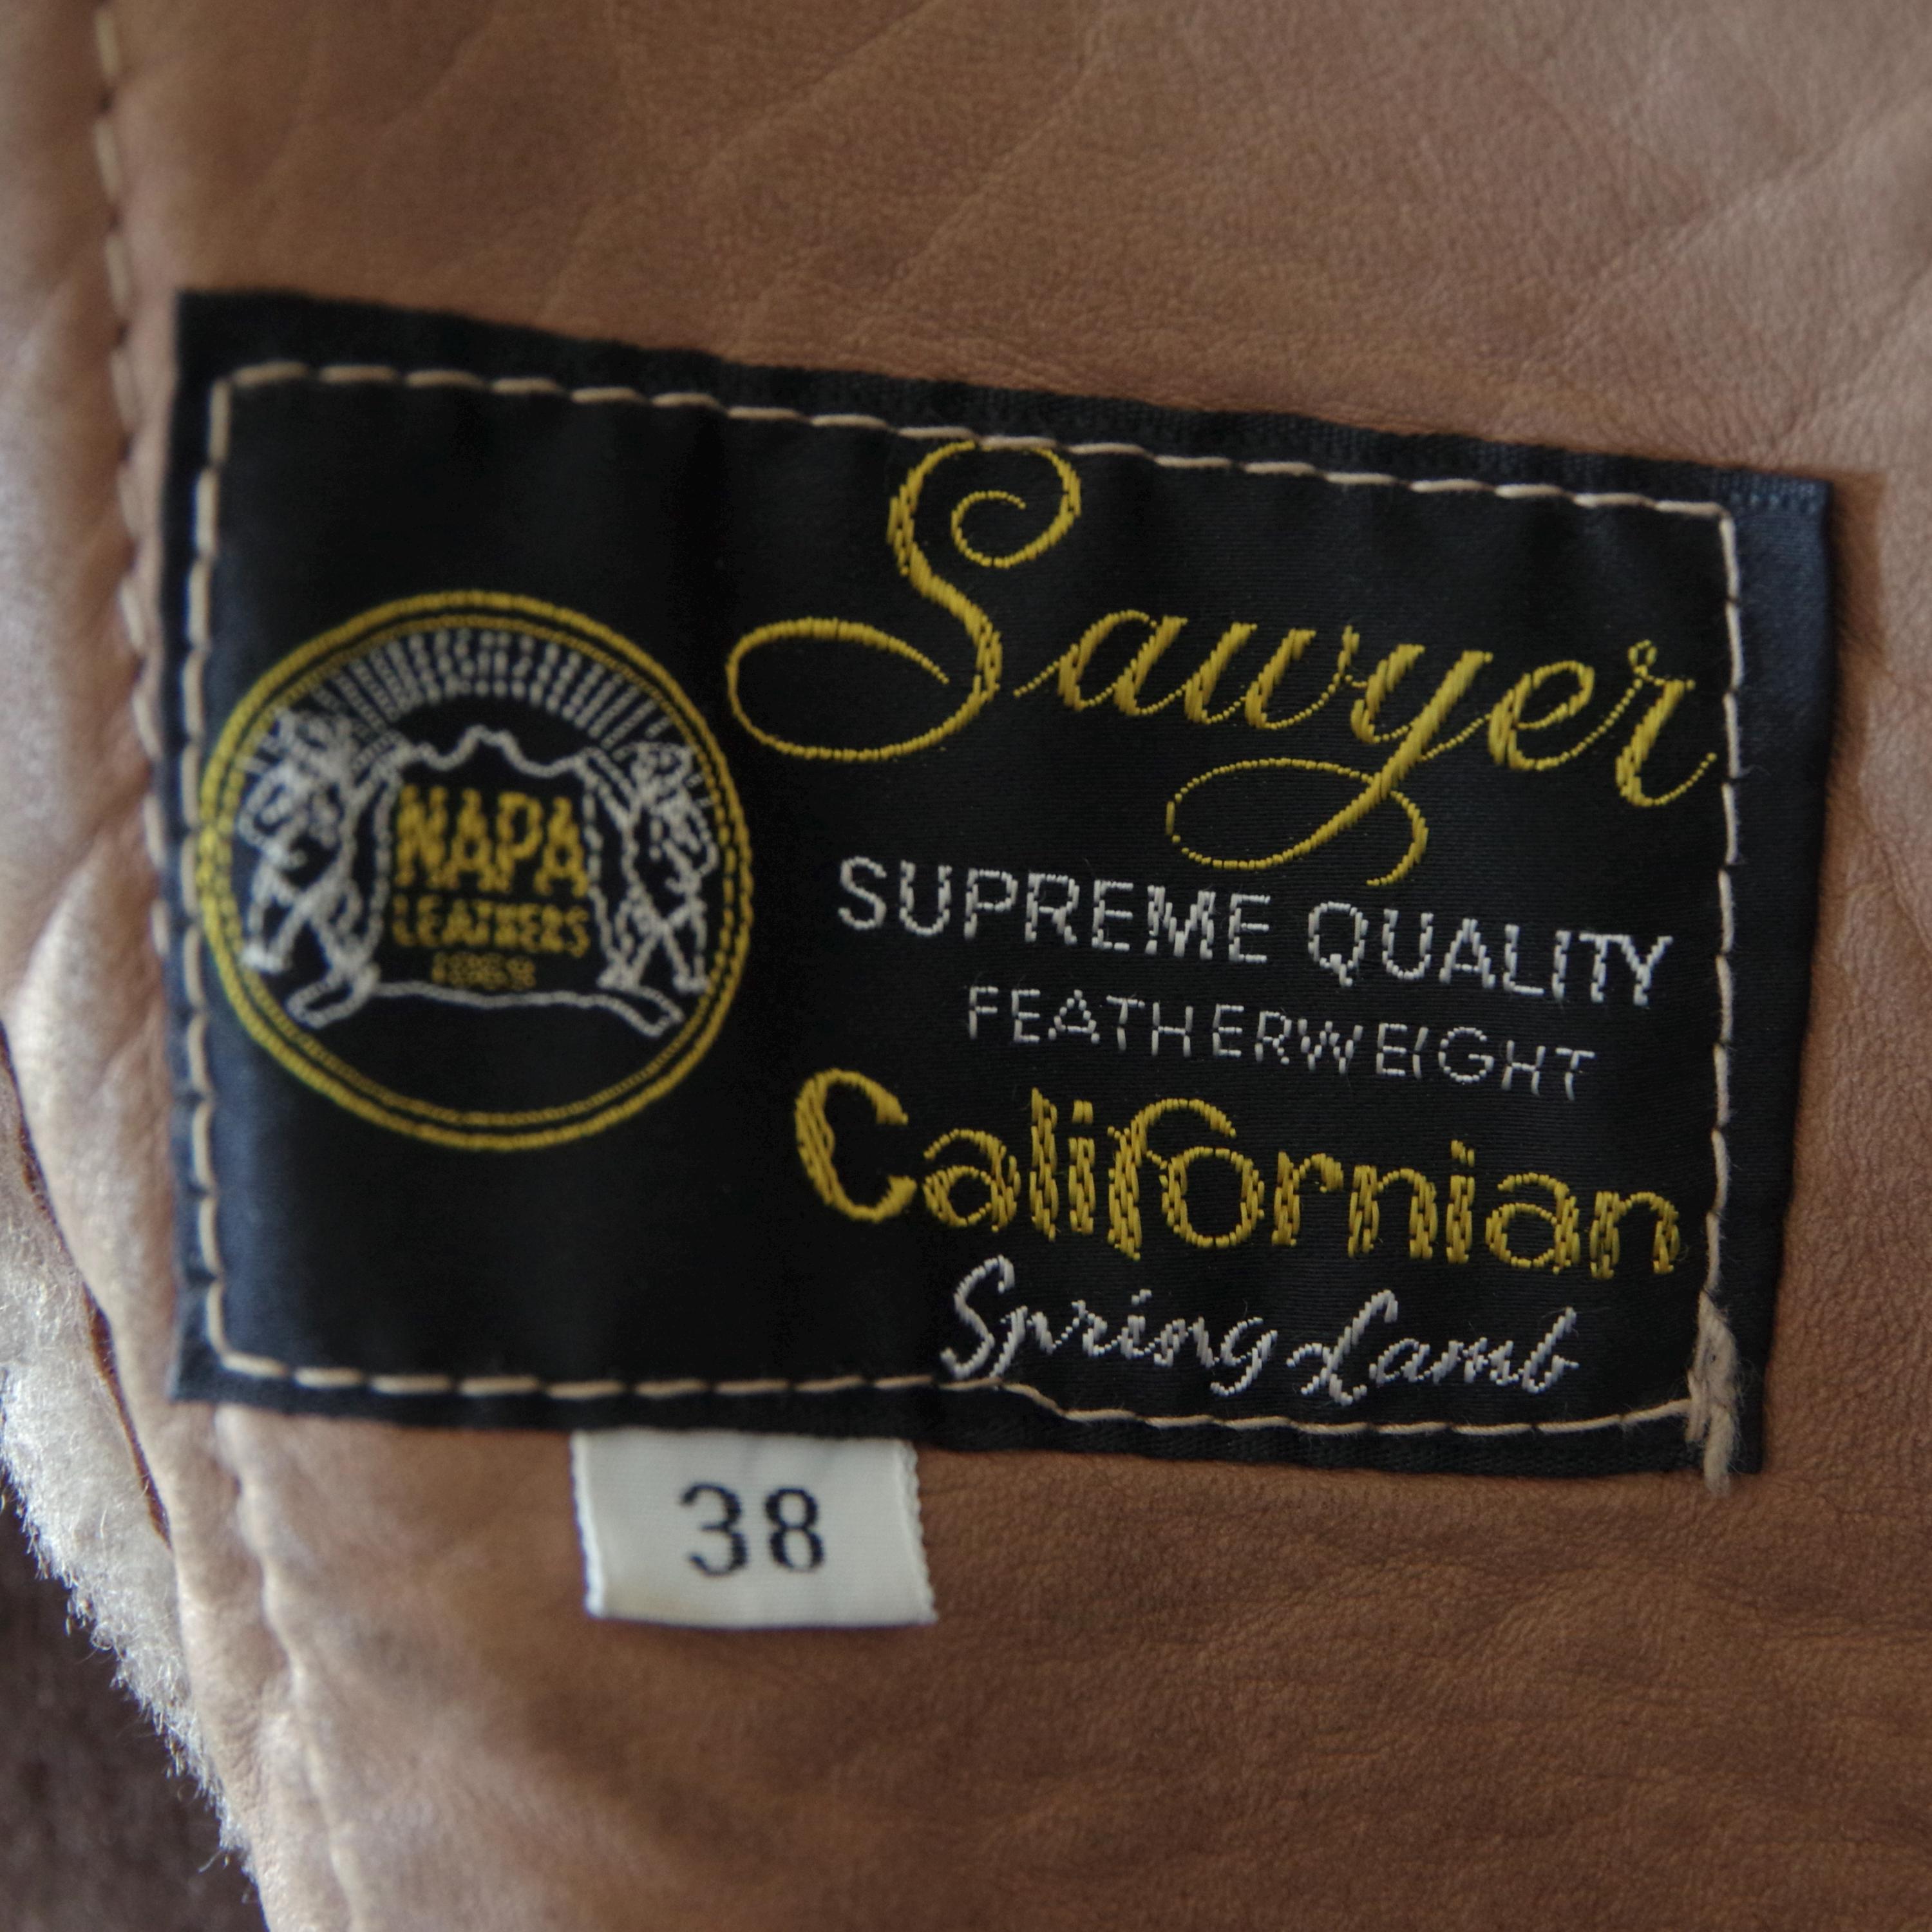 NAPA
LEATHERS
Sawyer
SUPREME QUALITY
FEATHERWEIGHT
Californian
Spring Lamb
38